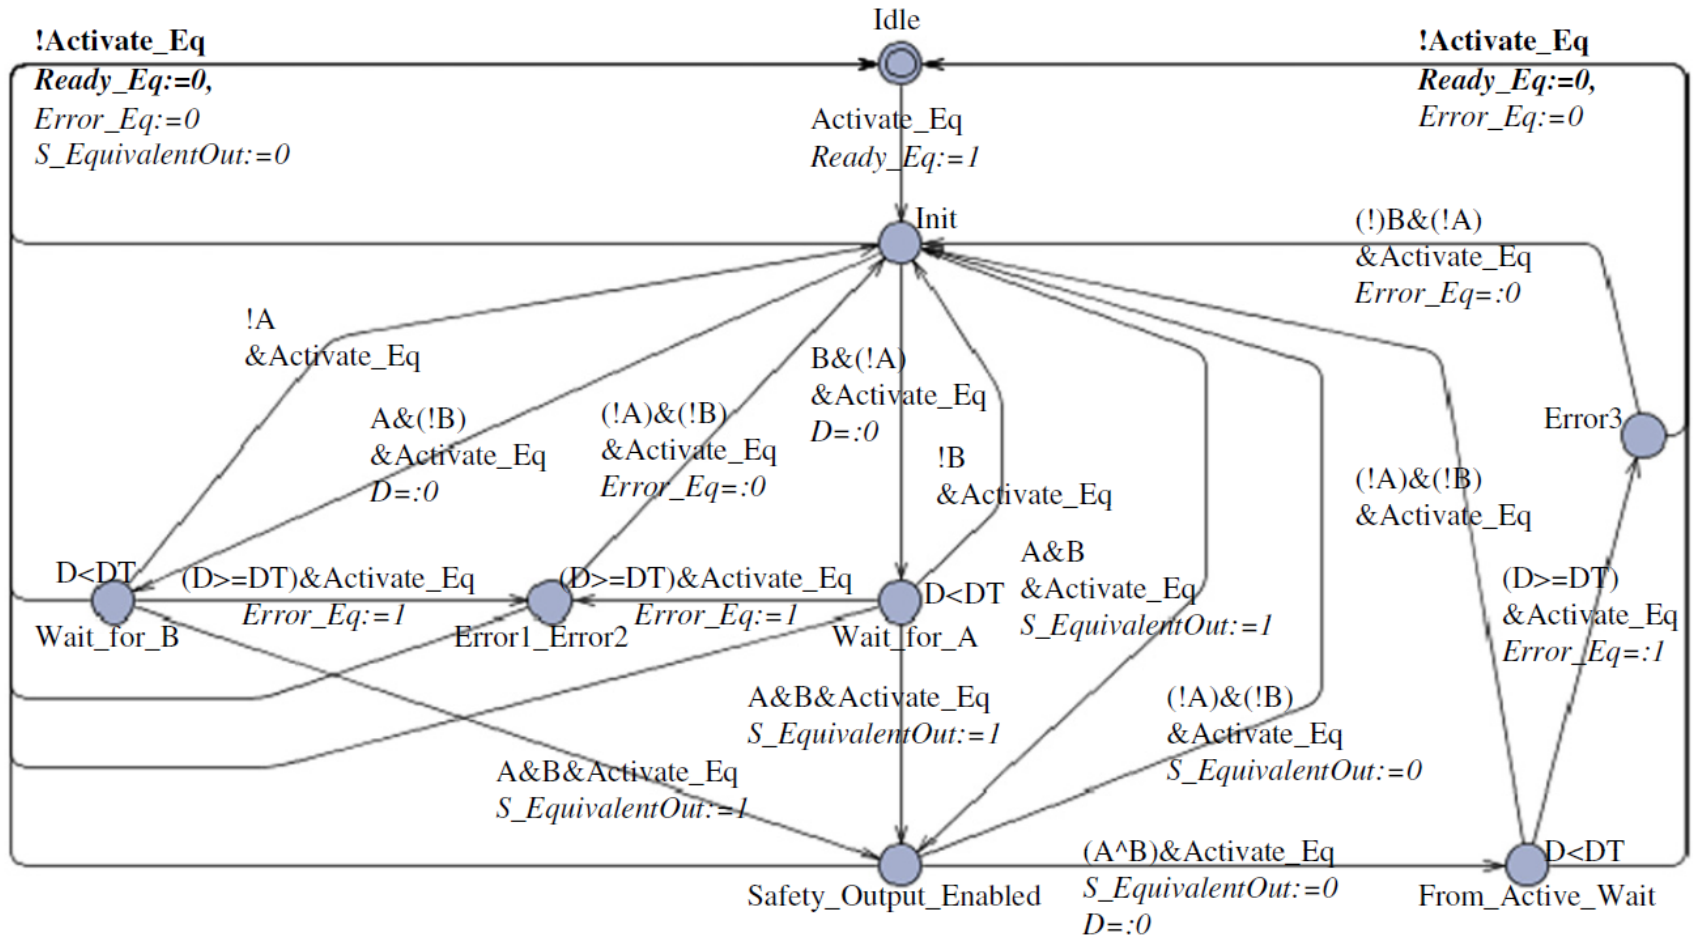 Idle
!Activate_Eq
Ready_Eq:=0,
Error_Eq:=0
S_EquivalentOut:=0
!Activate_Eq
Ready_Eq:=0,
Error_Eq:=0
Activate_Eq
Ready_Eq:=1
Init
(!)B&(!A)
&Activate_Eq
Error_Eq=:0
!A
&Activate_Eq
A&(!B)
&Activate_Eq
D=:0
(!A)&(!B)
&Activate_Eq
Error_Eq=:0
B&(!A)
&Activate_Eq
D=:0
!B
&Activate_Eq
Error3
(!A)&(!B)
&Activate_Eq
A&B
&Activate_Eq
S_EquivalentOut:=1
D<DT
Wait_for_B
(D>=DT)&Activate_Eq
Error_Eq:=1
Error1_Error2
(D>=DT)&Activate_Eq
Error_Eq:=1
D<DT
Wait_for_A
(D>=DT)
&Activate_Eq
Error_Eq=:1
A&B&Activate_Eq
S_EquivalentOut:=1
(!A)&(!B)
&Activate_Eq
S_EquivalentOut:=0
A&B&Activate_Eq
S_EquivalentOut:=1
Safety_Output_Enabled
(A^B)&Activate_Eq
S_EquivalentOut:=0
D=:0
D<DT
From_Active_Wait